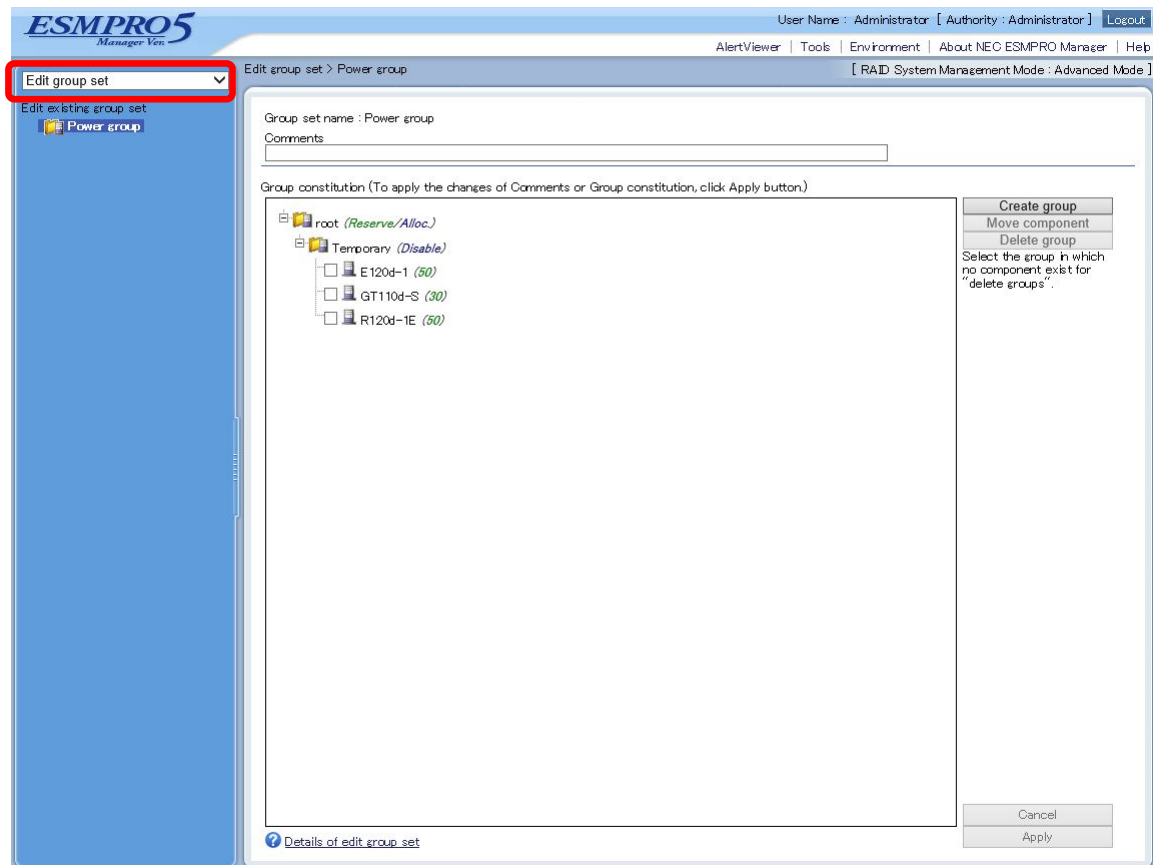 ESMPRO5
Manager Ver.
User Name : Administrator [ Authority : Administrator ] Logout
AlertViewer | Tools | Environment | About NEC ESMPRO Manager | Help
Edit group set
Edit group set > Power group
[ RAID System Management Mode : Advanced Mode ]
Edit existing group set
Power group
Group set name : Power group
Comments
Group constitution (To apply the changes of Comments or Group constitution, click Apply button.)
root (Reserve/Alloc.)
Temporary (Disable)
E120d-1 (50)
GT110d-S (30)
R120d-1E (50)
Create group
Move component
Delete group
Select the group in which
no component exist for
"delete groups".
Cancel
Apply
Details of edit group set